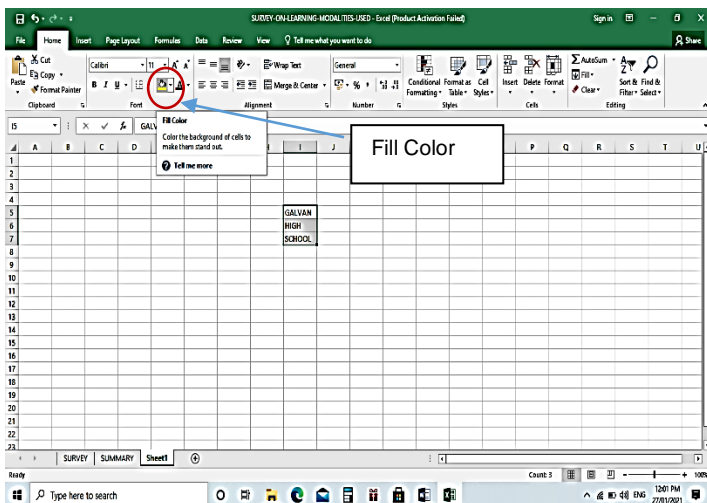 SURVEY-ON-LEARNING-MODALITIES-USED - Excel (Product Activation Failed)
Sign in
File Home Insert Page Layout Formulas Data Review View Tell me what you want to do
Share
Cut
Copy
Format Painter
Paste
Calibri 11
B I U
Wrap Text
Merge & Center
General
% ,
Conditional Formatting
Format as Table
Cell Styles
Insert Delete Format
AutoSum
Fill
Clear
Sort & Filter
Find & Select
Clipboard Font Alignment Number Styles Cells Editing
I5 fx GALV
Fill Color
Color the background of cells to
make them stand out.
Tell me more
Fill Color
A B C D I J P Q R S T U
1
2
3
4
5 GALVAN
6 HIGH
7 SCHOOL
8
9
10
11
12
13
14
15
16
17
18
19
20
21
22
23
SURVEY SUMMARY Sheet1
Ready
Count: 3
100%
Type here to search
ENG
12:01 PM
27/01/2021